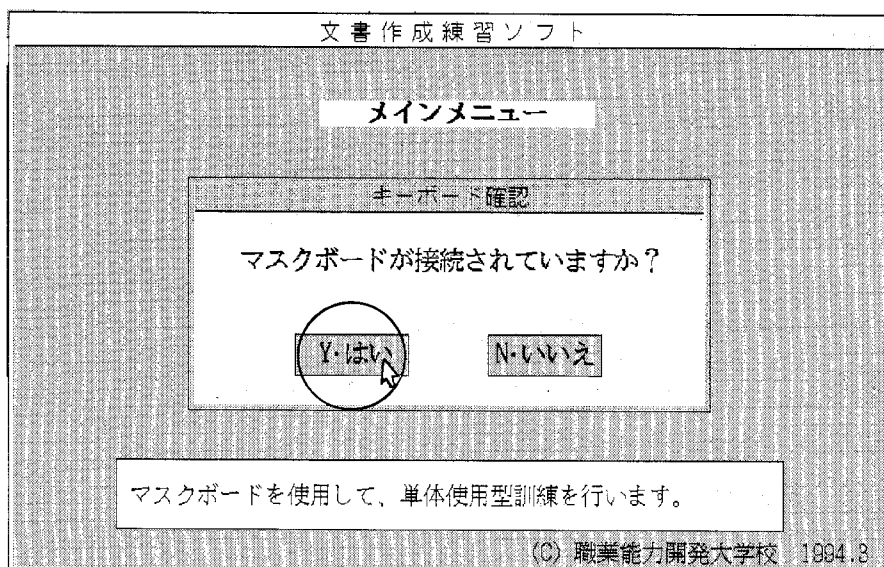 文書作成練習ソフト
メインメニュー
キーボード確認
マスクボードが接続されていますか？
Y・はい N・いいえ
マスクボードを使用して、単体使用型訓練を行います。
(C) 職業能力開発大学校 1994.3